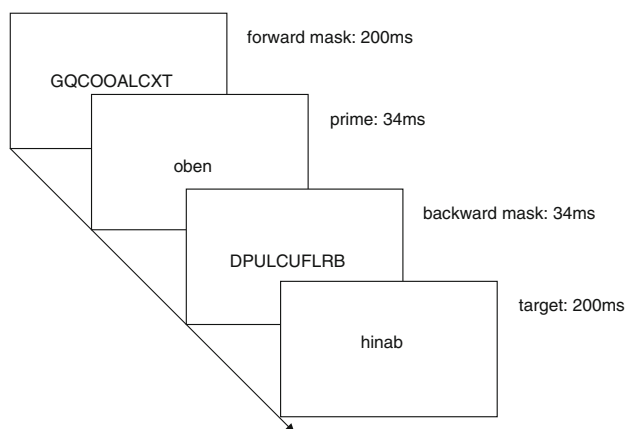 forward mask: 200ms
GQCOOALCXT
prime: 34ms
oben
backward mask: 34ms
DPULCUFLRB
target: 200ms
hinab